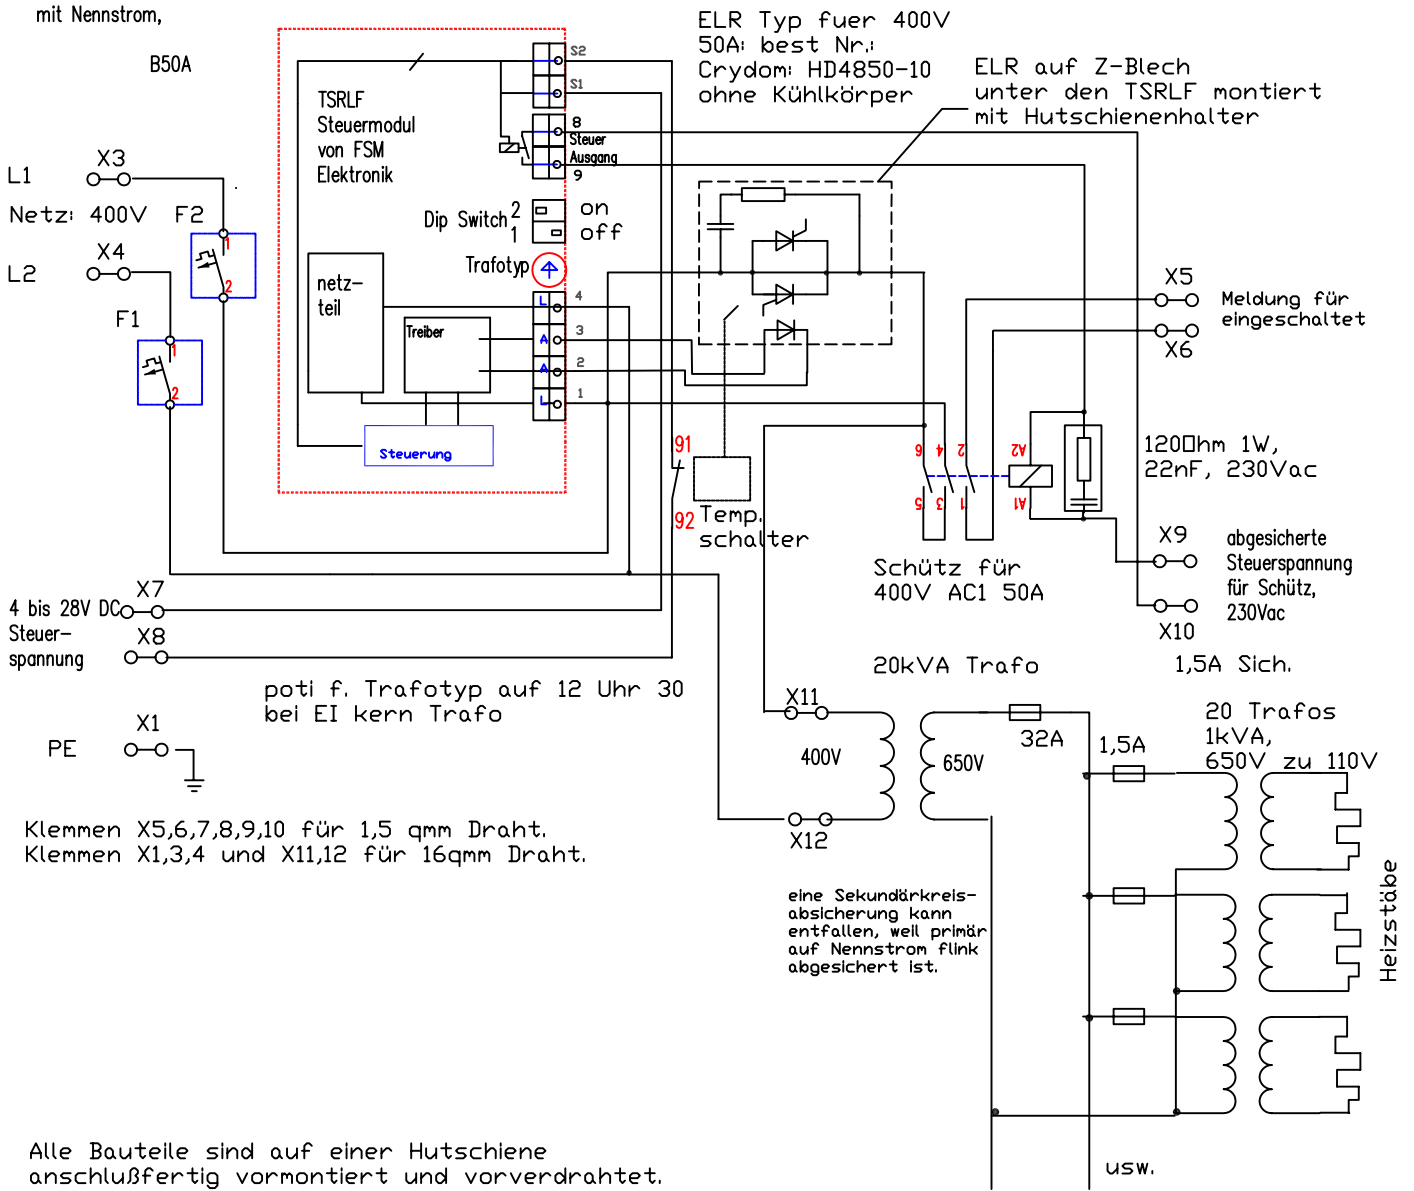 mit Nennstrom,
B50A
L1
X3
Netz: 400V
F2
L2
X4
F1
1
2
1
2
TSRLF
Steuermodul
von FSM
Elektronik
Dip Switch
2
1
on
off
Trafotyp
netz-
teil
Treiber
Steuerung
S2
S1
8
Steuer
Ausgang
9
L
4
A
3
A
2
L
1
ELR Typ fuer 400V
50A: best Nr.:
Crydom: HD4850-10
ohne Kühlkörper
ELR auf Z-Blech
unter den TSRLF montiert
mit Hutschienenhalter
91
92
Temp.
schalter
6
4
2
5
3
1
A2
A1
Schütz für
400V AC1 50A
X5
X6
Meldung für
eingeschaltet
120Ohm 1W,
22nF, 230Vac
X9
X10
abgesicherte
Steuerspannung
für Schütz,
230Vac
1,5A Sich.
4 bis 28V DC
Steuer-
spannung
X7
X8
poti f. Trafotyp auf 12 Uhr 30
bei EI kern Trafo
PE
X1
Klemmen X5,6,7,8,9,10 für 1,5 qmm Draht.
Klemmen X1,3,4 und X11,12 für 16qmm Draht.
20kVA Trafo
X11
400V
650V
X12
32A
1,5A
20 Trafos
1kVA,
650V zu 110V
Heizstäbe
eine Sekundärkreis-
absicherung kann
entfallen, weil primär
auf Nennstrom flink
abgesichert ist.
usw.
Alle Bauteile sind auf einer Hutschiene
anschlußfertig vormontiert und vorverdrahtet.